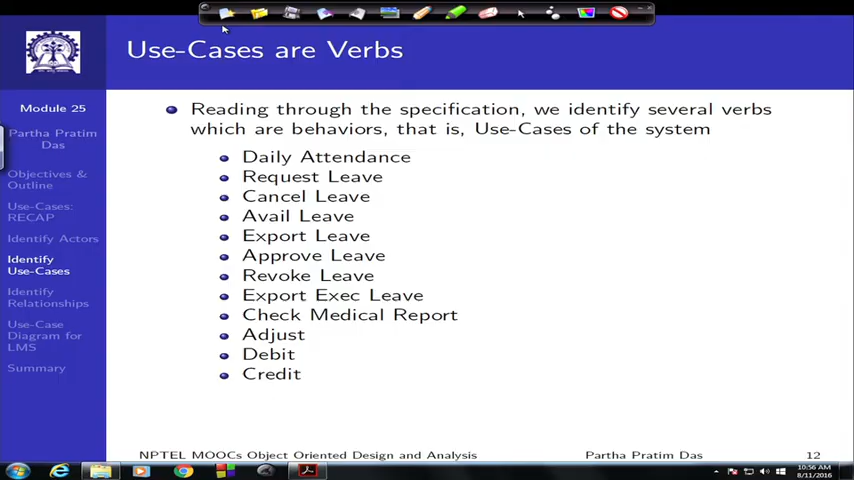 Use-Cases are Verbs
Module 25
Partha Pratim
Das
Objectives &
Outline
Use-Cases:
RECAP
Identify Actors
Identify
Use-Cases
Identify
Relationships
Use-Case
Diagram for
LMS
Summary
Reading through the specification, we identify several verbs
which are behaviors, that is, Use-Cases of the system
Daily Attendance
Request Leave
Cancel Leave
Avail Leave
Export Leave
Approve Leave
Revoke Leave
Export Exec Leave
Check Medical Report
Adjust
Debit
Credit
NPTEL MOOCs Object Oriented Design and Analysis
Partha Pratim Das
12
10:56 AM
8/11/2016